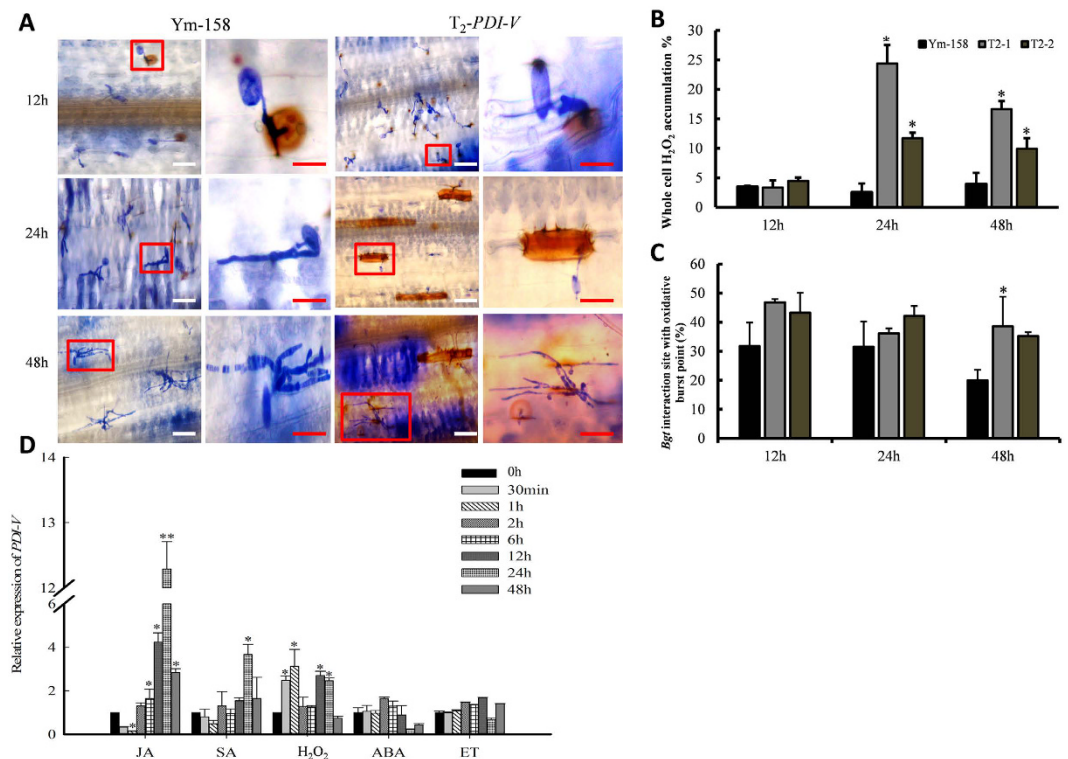 A
Ym-158
T2-PDI-V
12h
24h
48h
B
Whole cell H2O2 accumulation %
30
25
20
15
10
5
0
Ym-158 T2-1 T2-2
*
*
*
*
12h 24h 48h
C
Bgt interaction site with oxidative
burst point (%)
60
50
40
30
20
10
0
*
12h 24h 48h
D
Relative expression of PDI-V
14
13
12
6
4
2
0
0h
30min
1h
2h
6h
12h
24h
48h
* * * ** *
*
* * * *
JA SA H2O2 ABA ET